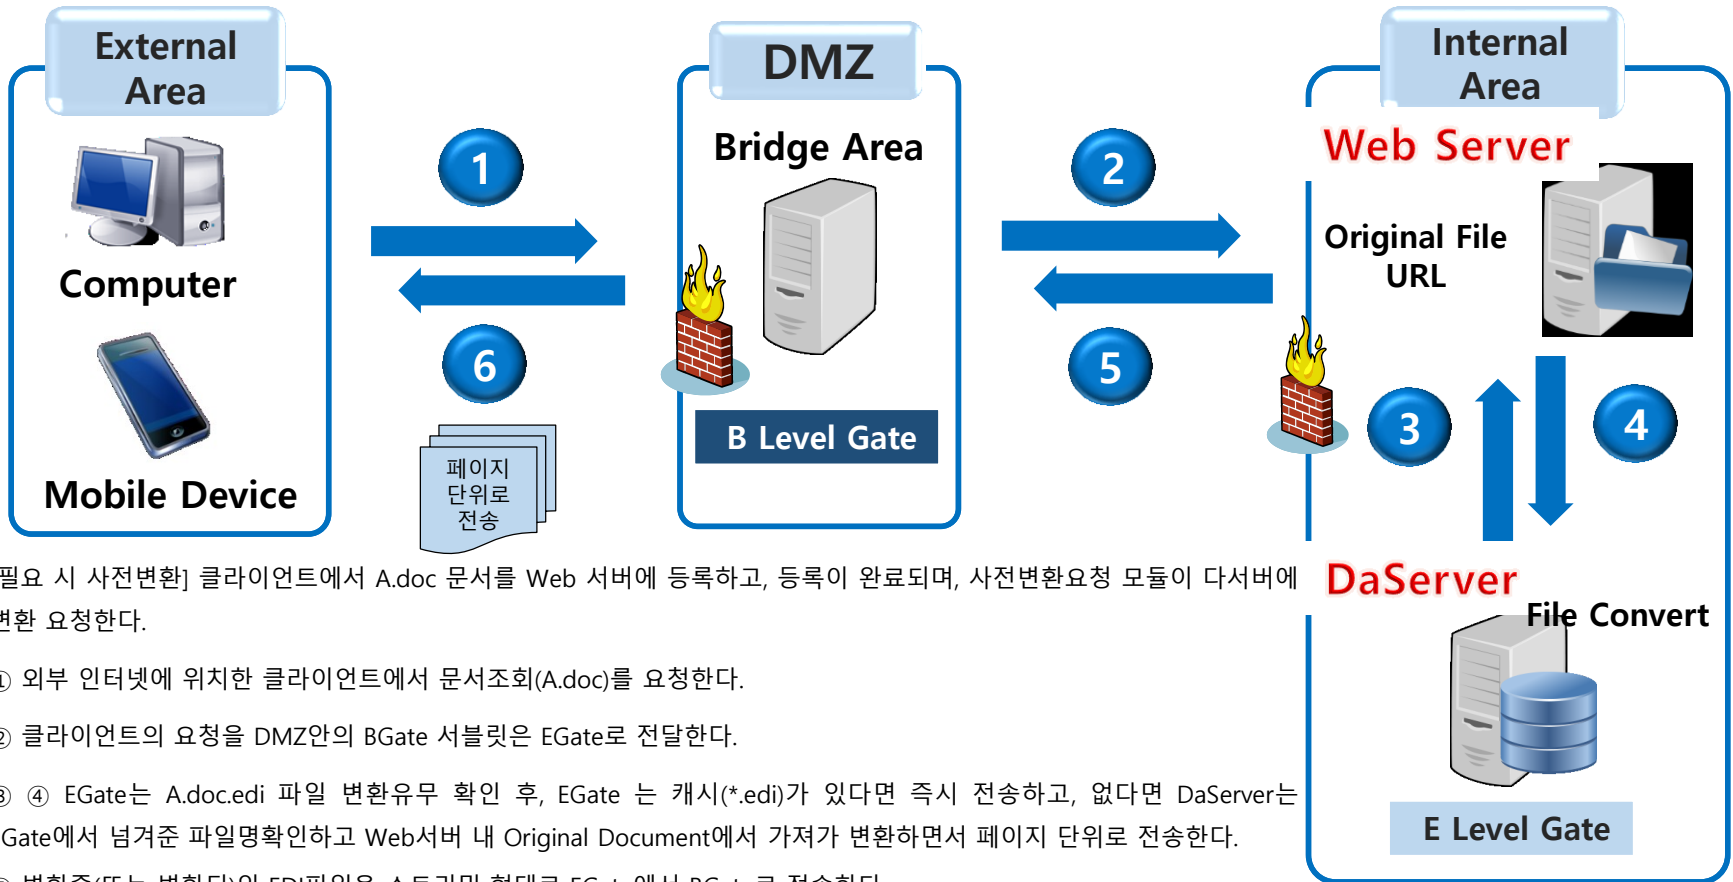 External
Area
Computer
Mobile Device
1
6
페이지
단위로
전송
DMZ
Bridge Area
B Level Gate
2
5
Internal
Area
Web Server
Original File
URL
3
4
DaServer
File Convert
E Level Gate
필요 시 사전변환] 클라이언트에서 A.doc 문서를 Web 서버에 등록하고, 등록이 완료되며, 사전변환요청 모듈이 다서버에
변환 요청한다.
① 외부 인터넷에 위치한 클라이언트에서 문서조회(A.doc)를 요청한다.
② 클라이언트의 요청을 DMZ안의 BGate 서블릿은 EGate로 전달한다.
③ ④ EGate는 A.doc.edi 파일 변환유무 확인 후, EGate 는 캐시(*.edi)가 있다면 즉시 전송하고, 없다면 DaServer는
Gate에서 넘겨준 파일명확인하고 Web서버 내 Original Document에서 가져가 변환하면서 페이지 단위로 전송한다.